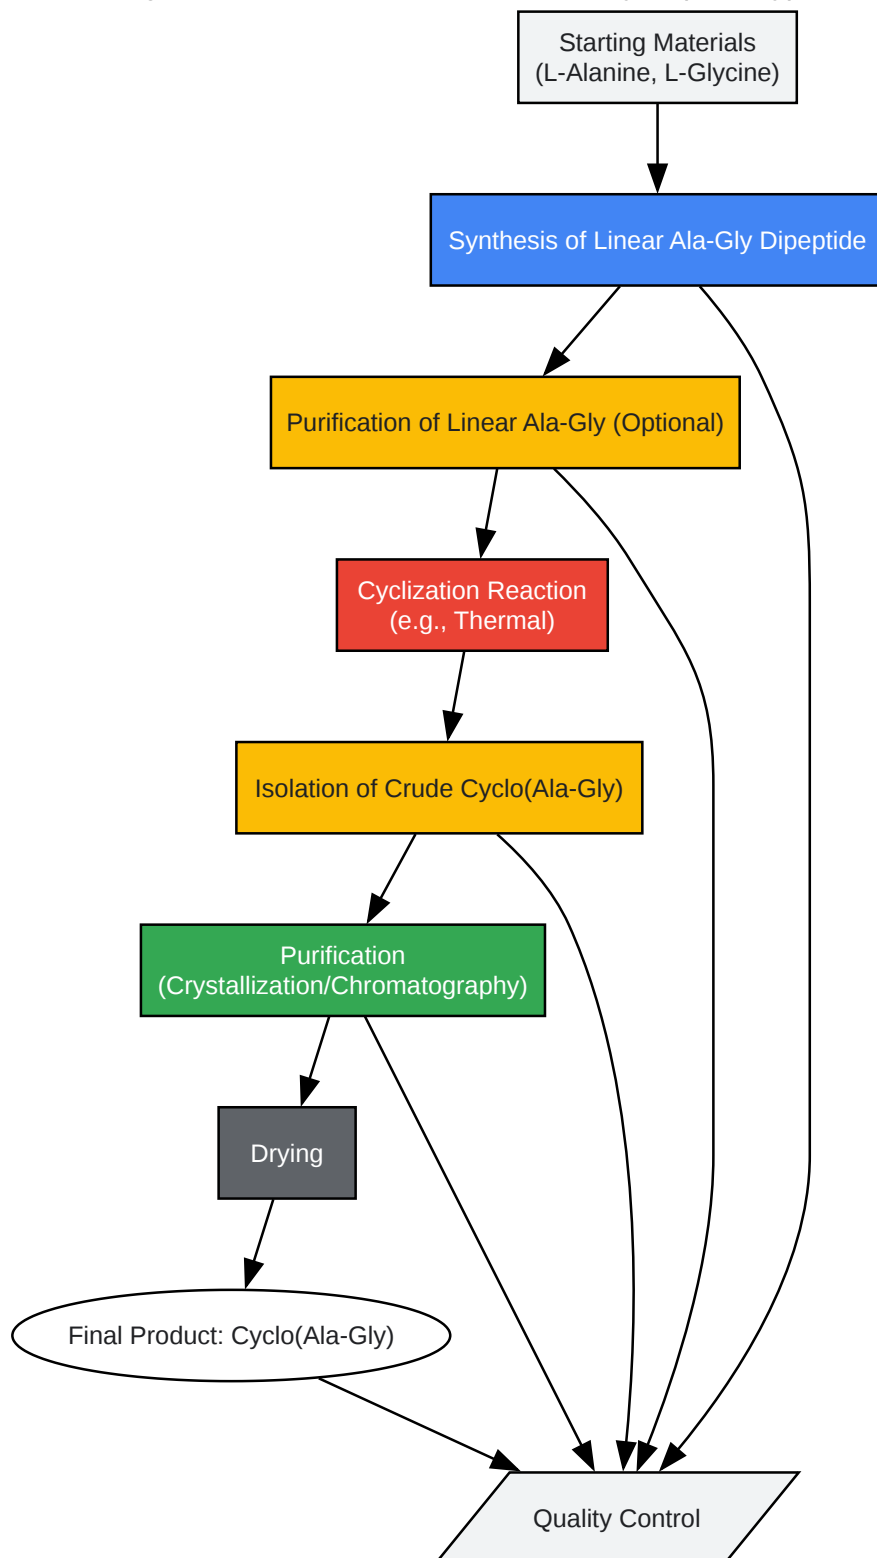 Starting Materials
(L-Alanine, L-Glycine)
Synthesis of Linear Ala-Gly Dipeptide
Purification of Linear Ala-Gly (Optional)
Cyclization Reaction
(e.g., Thermal)
Isolation of Crude Cyclo(Ala-Gly)
Purification
(Crystallization/Chromatography)
Drying
Final Product: Cyclo(Ala-Gly)
Quality Control